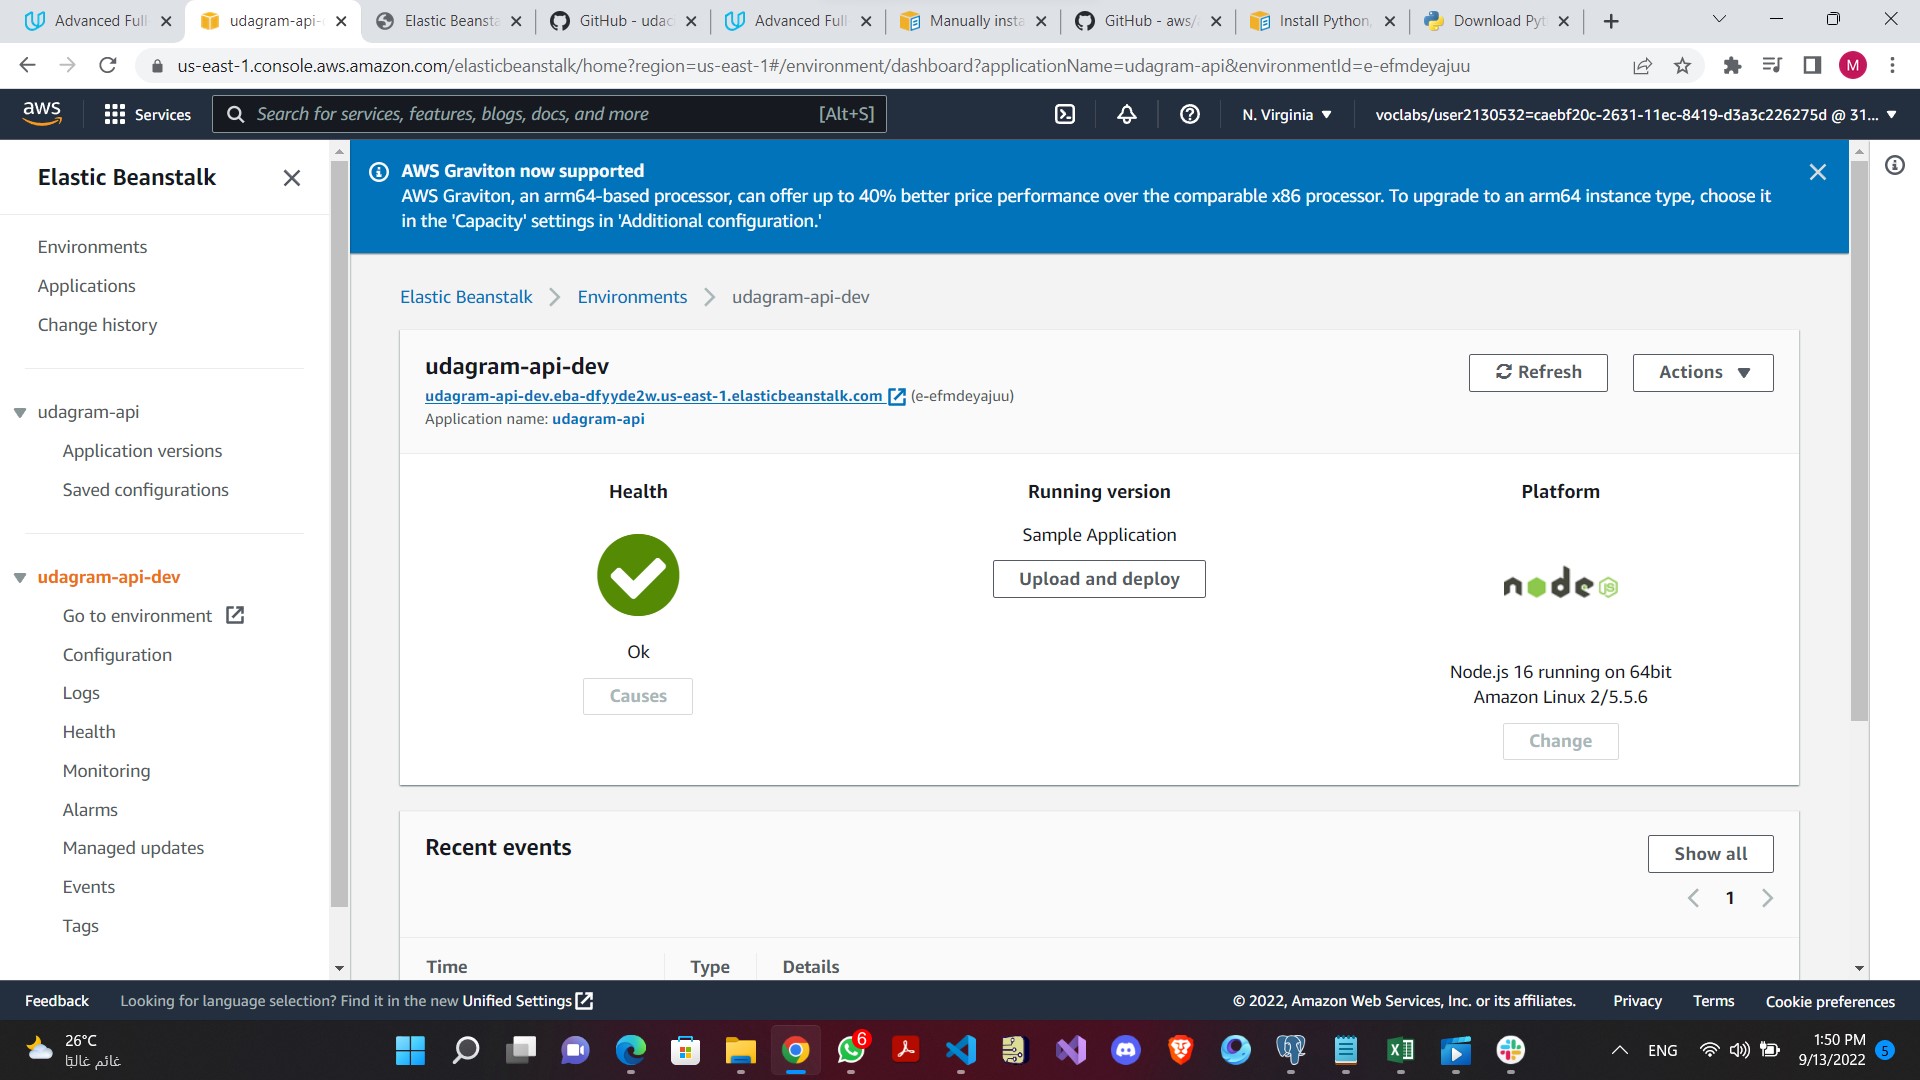 Advanced Full
udagram-api-
Elastic Beansta
GitHub - udac
Advanced Full
Manually insta
GitHub - aws/
Install Python,
Download Pyt
us-east-1.console.aws.amazon.com/elasticbeanstalk/home?region=us-east-1#/environment/dashboard?applicationName=udagram-api&environmentId=e-efmdeyajuu
M
aws
Services
Search for services, features, blogs, docs, and more
[Alt+S]
N. Virginia
voclabs/user2130532=caebf20c-2631-11ec-8419-d3a3c226275d @ 31...
Elastic Beanstalk
Environments
Applications
Change history
udagram-api
Application versions
Saved configurations
udagram-api-dev
Go to environment
Configuration
Logs
Health
Monitoring
Alarms
Managed updates
Events
Tags
AWS Graviton now supported
AWS Graviton, an arm64-based processor, can offer up to 40% better price performance over the comparable x86 processor. To upgrade to an arm64 instance type, choose it
in the 'Capacity' settings in 'Additional configuration.'
Elastic Beanstalk
Environments
udagram-api-dev
udagram-api-dev
udagram-api-dev.eba-dfyyde2w.us-east-1.elasticbeanstalk.com (e-efmdeyajuu)
Application name: udagram-api
Refresh
Actions
Health
Ok
Causes
Running version
Sample Application
Upload and deploy
Platform
node JS
Node.js 16 running on 64bit
Amazon Linux 2/5.5.6
Change
Recent events
Show all
1
Time
Type
Details
Feedback
Looking for language selection? Find it in the new Unified Settings
© 2022, Amazon Web Services, Inc. or its affiliates.
Privacy
Terms
Cookie preferences
26°C
غائم غالبًا
6
ENG
1:50 PM
9/13/2022
5